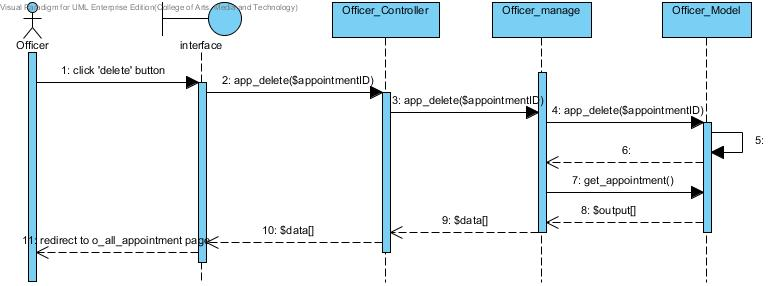 Visual Paradigm for UML Enterprise Edition(College of Arts, Media and Technology)
Officer
interface
Officer_Controller
Officer_manage
Officer_Model
1: click 'delete' button
2: app_delete($appointmentID)
3: app_delete($appointmentID)
4: app_delete($appointmentID)
5:
6:
7: get_appointment()
8: $output[]
9: $data[]
10: $data[]
11: redirect to o_all_appointment page